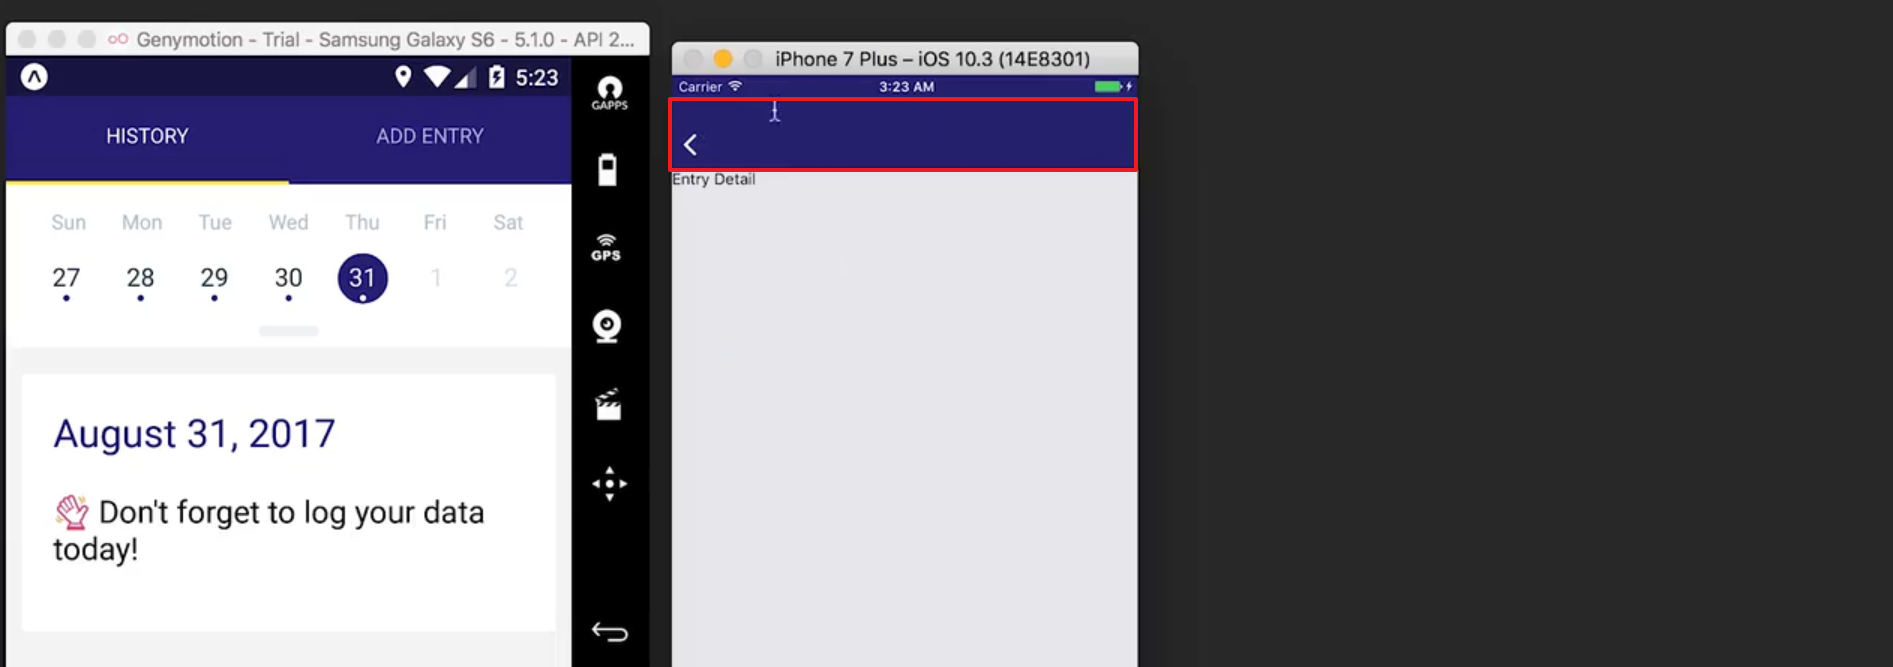 Genymotion - Trial - Samsung Galaxy S6 - 5.1.0 - API 2...
5:23
HISTORY
ADD ENTRY
Sun Mon Tue Wed Thu Fri Sat
27 28 29 30 31 1 2
August 31, 2017
Don't forget to log your data
today!
GAPPS
GPS
iPhone 7 Plus – iOS 10.3 (14E8301)
Carrier
3:23 AM
Entry Detail